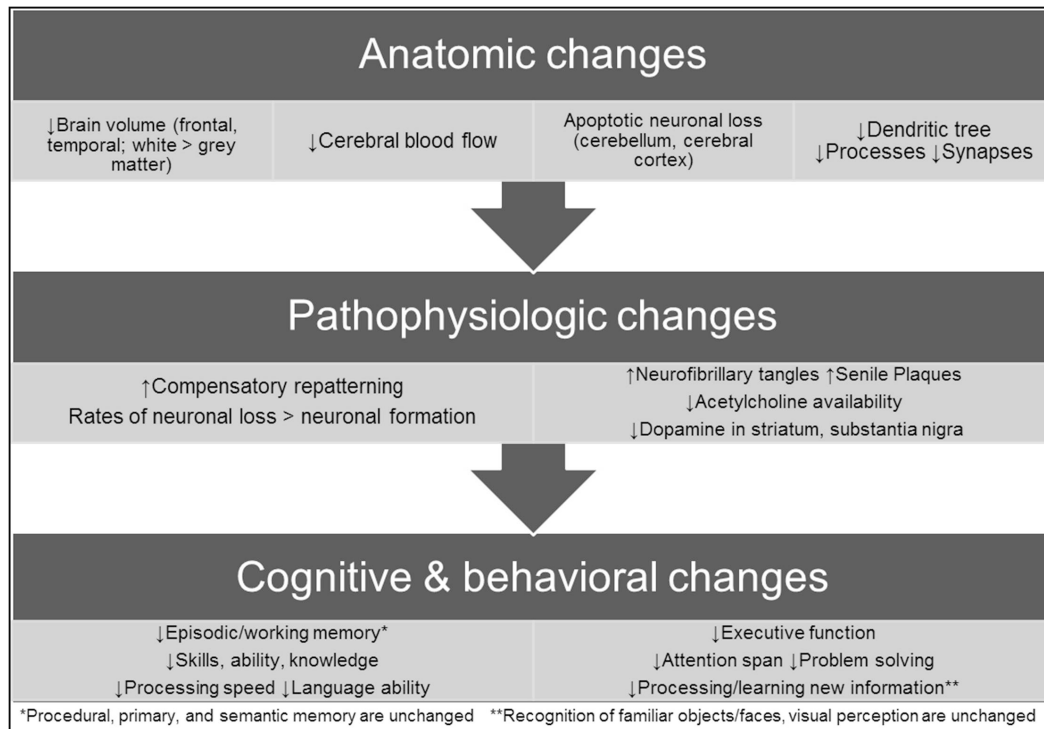 Anatomic changes
↓Brain volume (frontal,
temporal; white > grey
matter)
↓Cerebral blood flow
Apoptotic neuronal loss
(cerebellum, cerebral
cortex)
↓Dendritic tree
↓Processes ↓Synapses
Pathophysiologic changes
↑Compensatory repatterning
Rates of neuronal loss > neuronal formation
↑Neurofibrillary tangles ↑Senile Plaques
↓Acetylcholine availability
↓Dopamine in striatum, substantia nigra
Cognitive & behavioral changes
↓Episodic/working memory*
↓Skills, ability, knowledge
↓Processing speed ↓Language ability
↓Executive function
↓Attention span ↓Problem solving
↓Processing/learning new information**
*Procedural, primary, and semantic memory are unchanged **Recognition of familiar objects/faces, visual perception are unchanged